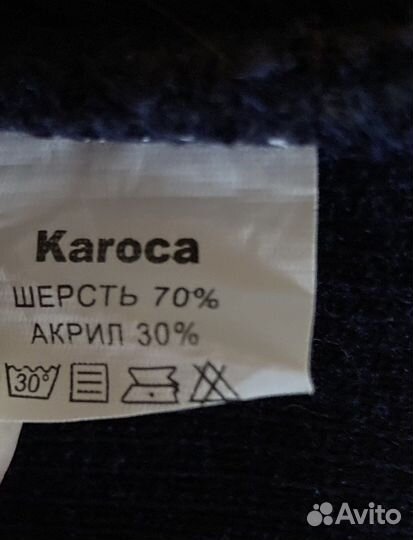 Karoca
ШЕРСТЬ 70%
АКРИЛ 30%
30°
Avito